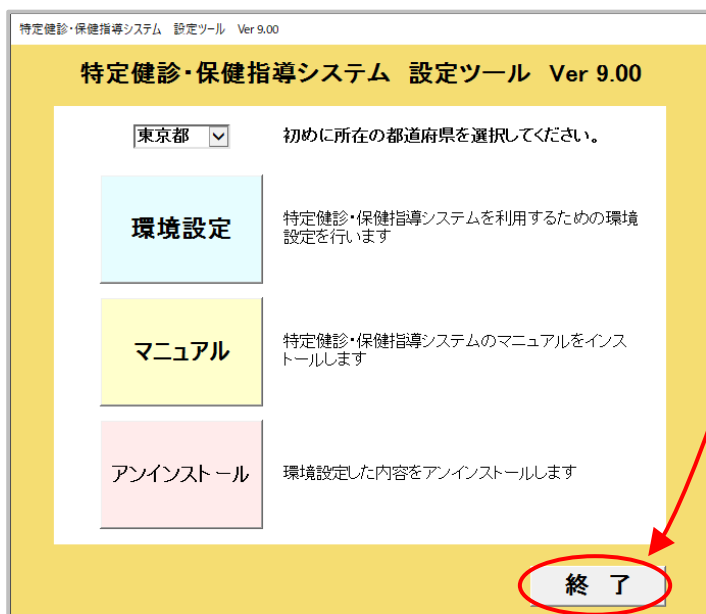 特定健診・保健指導システム 設定ツール Ver 9.00
特定健診・保健指導システム 設定ツール Ver 9.00
東京都
初めに所在の都道府県を選択してください。
環境設定
特定健診・保健指導システムを利用するための環境
設定を行います
マニュアル
特定健診・保健指導システムのマニュアルをインス
トールします
アンインストール
環境設定した内容をアンインストールします
終 了